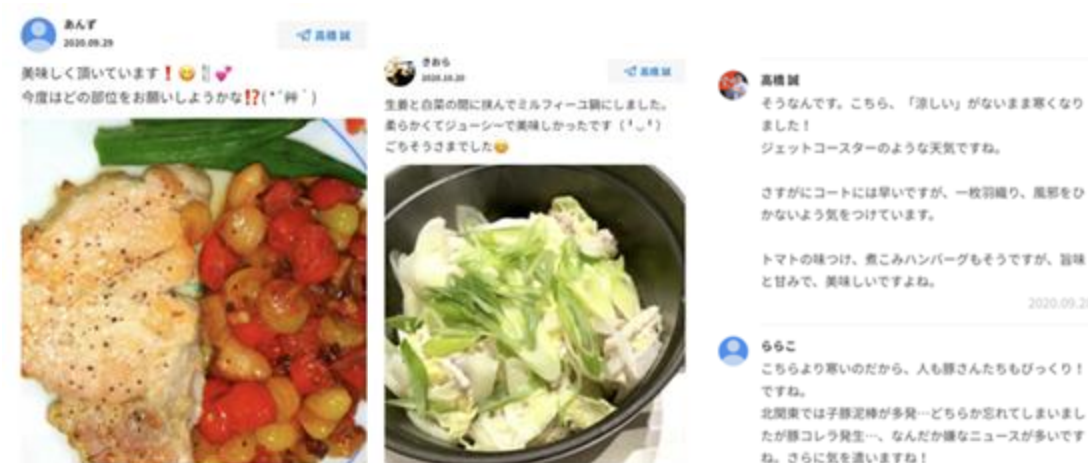 あんず
2020.09.29
高橋 誠
美味しく頂いています❗😋🍴💕
今度はどの部位をお願いしようかな⁉️(*´艸`)
きおら
2020.10.20
高橋 誠
生姜と白菜の間に挟んでミルフィーユ鍋にしました。
柔らかくてジューシーで美味しかったです(╹◡╹)
ごちそうさまでした😋
高橋 誠
そうなんです。こちら、「涼しい」がないまま寒くなり
ました！
ジェットコースターのような天気ですね。
さすがにコートには早いですが、一枚羽織り、風邪をひ
かないよう気をつけています。
トマトの味つけ、煮こみハンバーグもそうですが、旨味
と甘みで、美味しいですよね。
2020.09.2
ららこ
こちらより寒いのだから、人も豚さんたちもびっくり！
ですね。
北関東では子豚泥棒が多発…どちらか忘れてしまいまし
たが豚コレラ発生…、なんだか嫌なニュースが多いです
ね。さらに気を遣いますね！